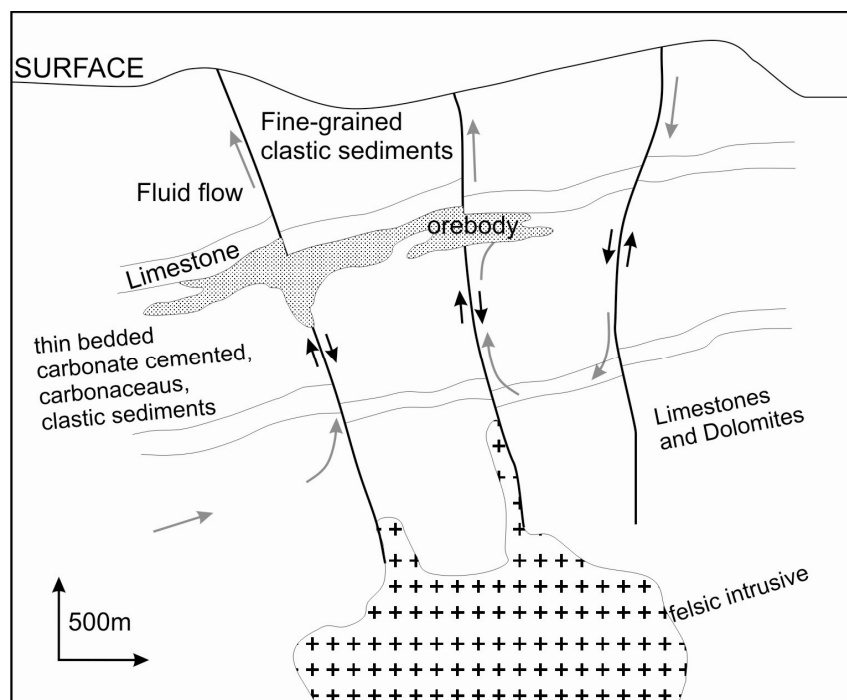 SURFACE
Fine-grained
clastic sediments
Fluid flow
orebody
Limestone
thin bedded
carbonate cemented,
carbonaceaus,
clastic sediments
Limestones
and Dolomites
500m
felsic intrusive